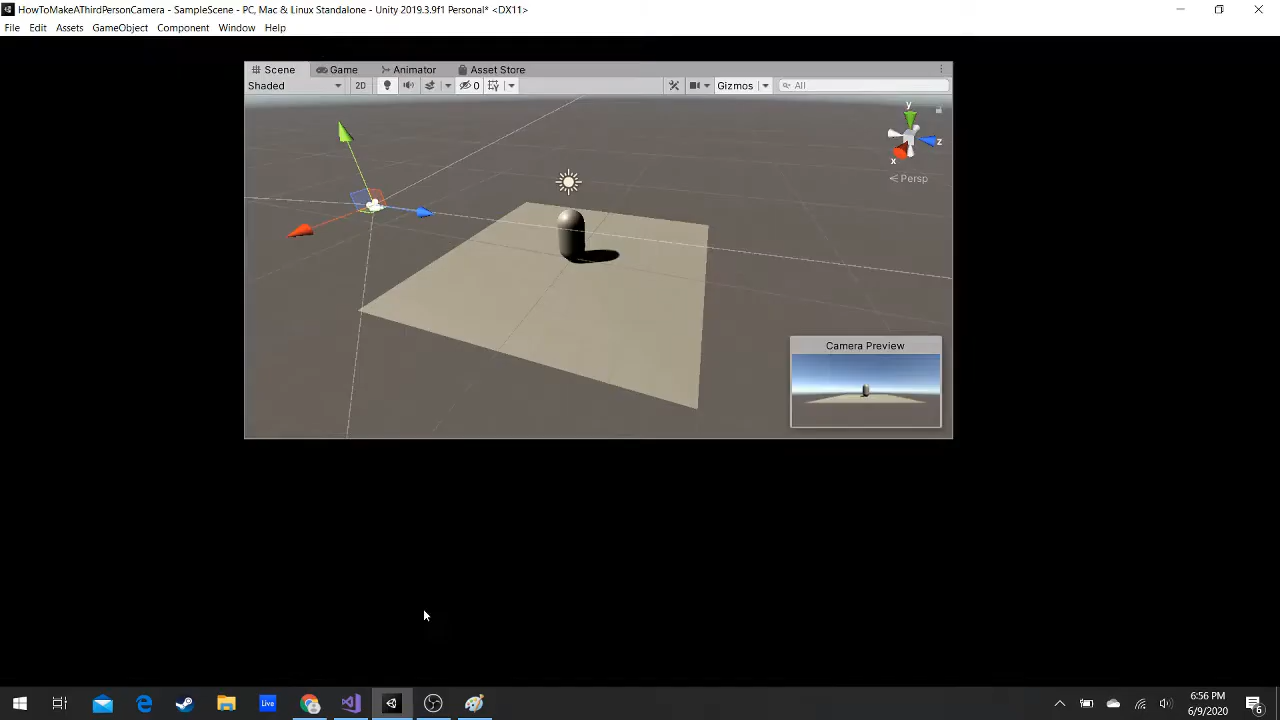 HowToMakeAThirdPersonCamera - SampleScene - PC, Mac & Linux Standalone - Unity 2019.3.9f1 Personal* <DX11>
File Edit Assets GameObject Component Window Help
Scene Game Animator Asset Store
Shaded 2D 0 Gizmos All
y
z
x
Persp
Camera Preview
Live
6:56 PM
6/9/2020
6